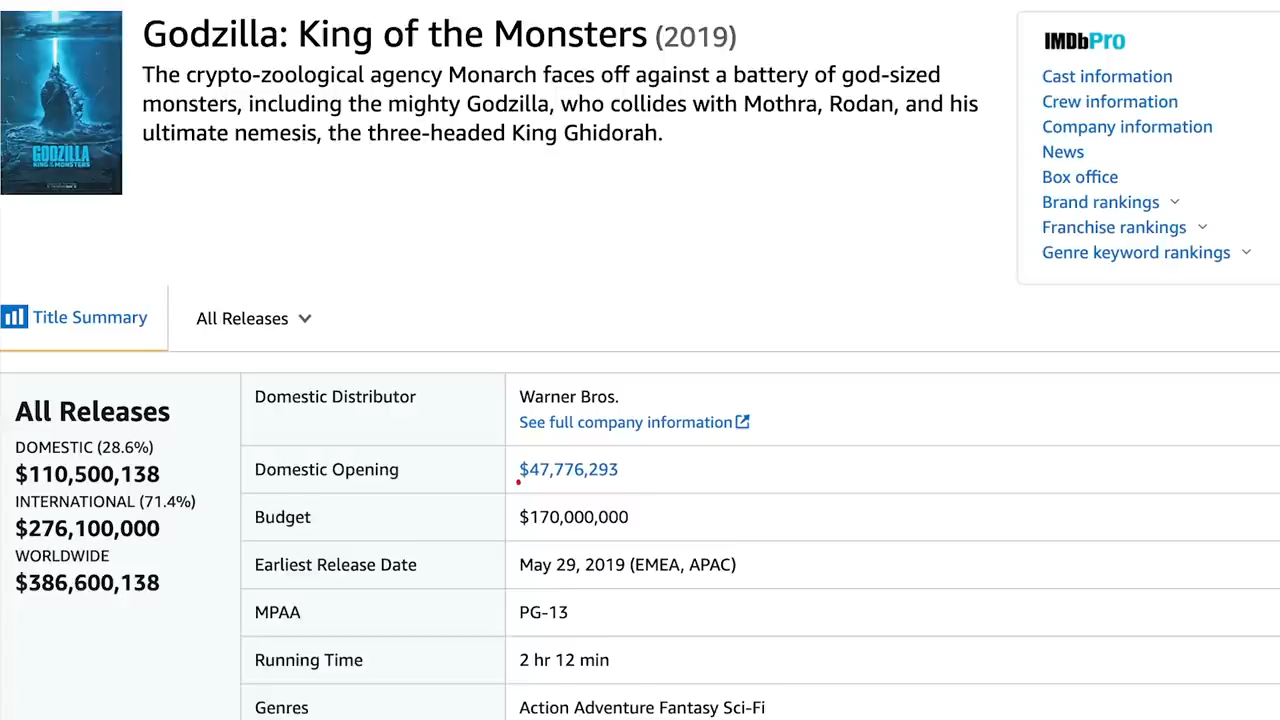 Godzilla: King of the Monsters (2019)
The crypto-zoological agency Monarch faces off against a battery of god-sized
monsters, including the mighty Godzilla, who collides with Mothra, Rodan, and his
ultimate nemesis, the three-headed King Ghidorah.
GODZILLA
KING OF THE MONSTERS
IMDbPro
Cast information
Crew information
Company information
News
Box office
Brand rankings
Franchise rankings
Genre keyword rankings
Title Summary
All Releases
All Releases
DOMESTIC (28.6%)
$110,500,138
INTERNATIONAL (71.4%)
$276,100,000
WORLDWIDE
$386,600,138
Domestic Distributor
Warner Bros.
See full company information
Domestic Opening
$47,776,293
Budget
$170,000,000
Earliest Release Date
May 29, 2019 (EMEA, APAC)
MPAA
PG-13
Running Time
2 hr 12 min
Genres
Action Adventure Fantasy Sci-Fi